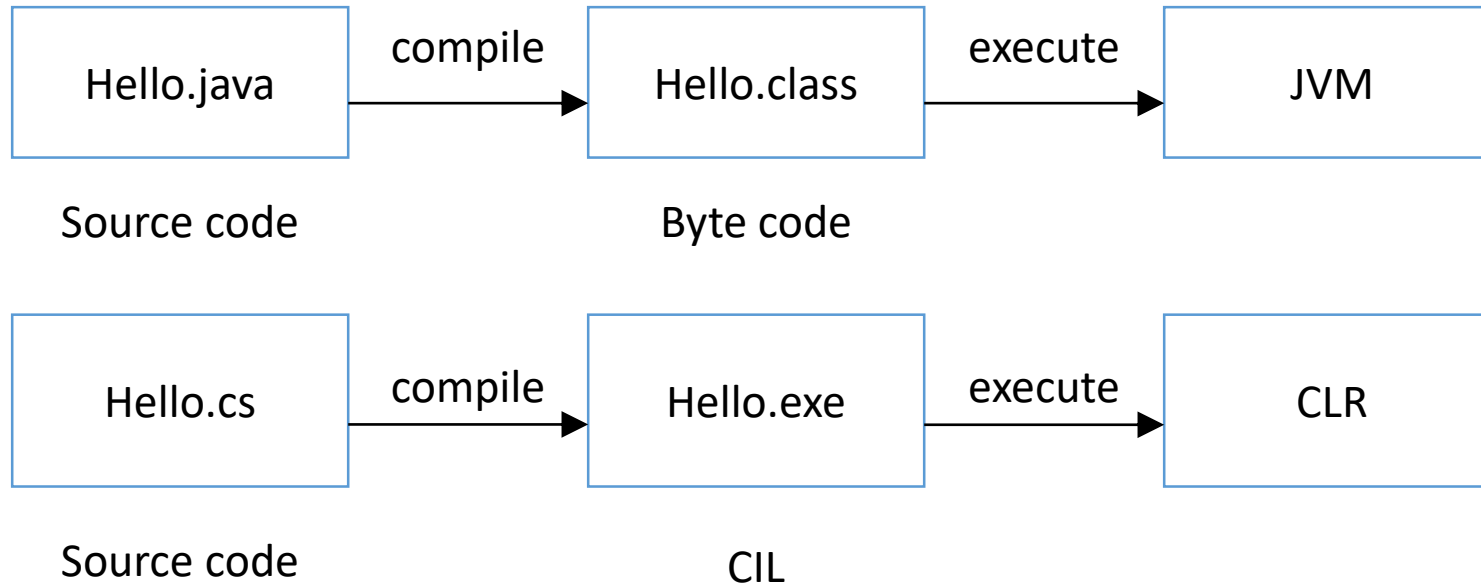 compile execute
Hello.java Hello.class JVM
Source code Byte code
compile execute
Hello.cs Hello.exe CLR
Source code CIL